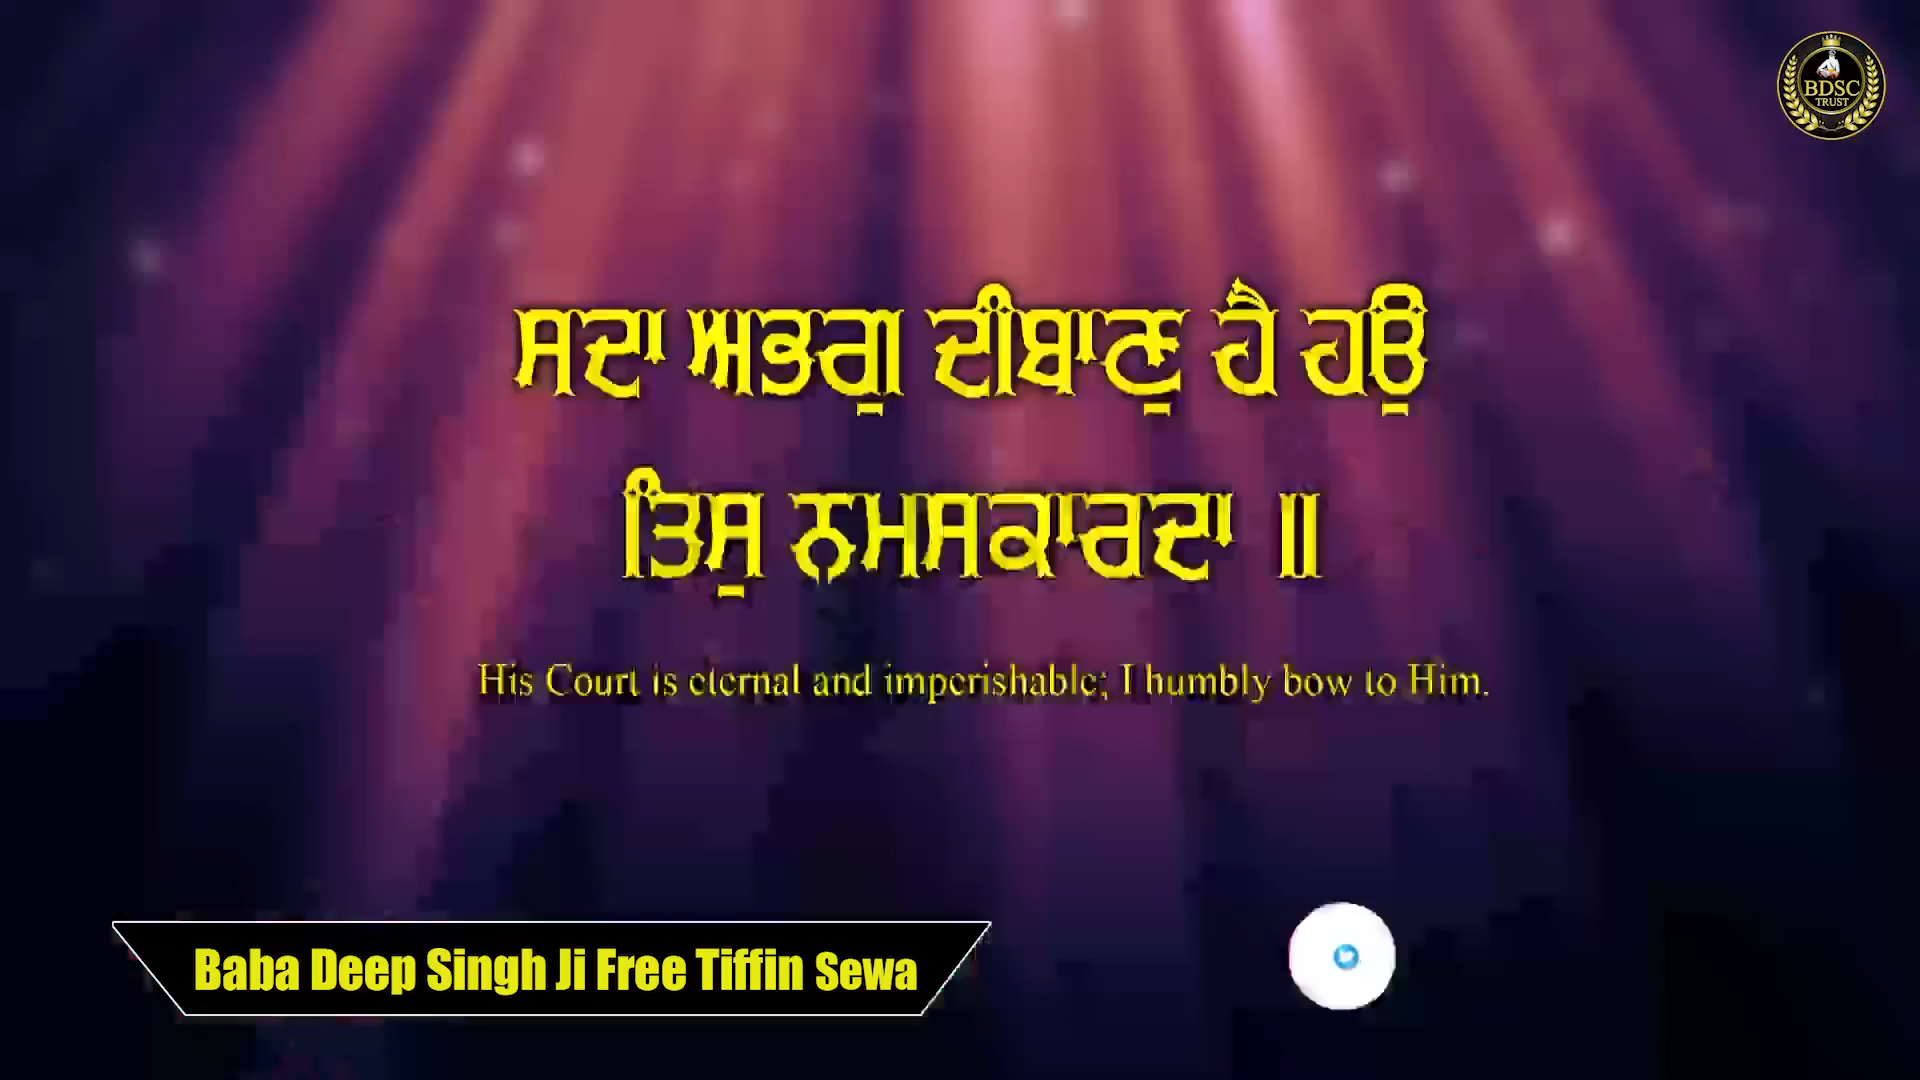 BDSC
TRUST
ਸਦਾ ਅਭਗੁ ਦੀਬਾਣੁ ਹੈ ਹਉ
ਤਿਸੁ ਨਮਸਕਾਰਦਾ ॥
His Court is eternal and imperishable; I humbly bow to Him.
Baba Deep Singh Ji Free Tiffin Sewa